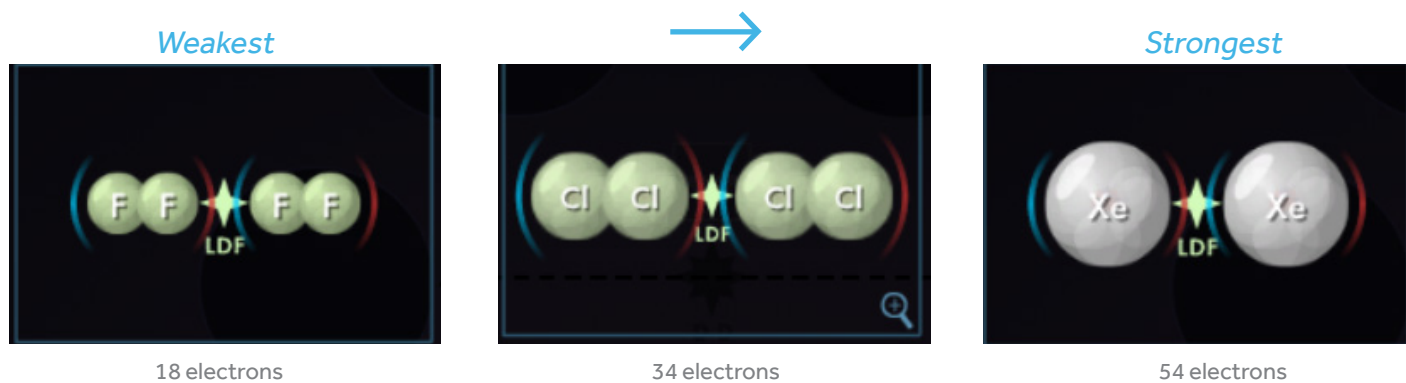 Weakest
Strongest
F F F F
LDF
Cl Cl Cl Cl
LDF
Xe Xe
LDF
18 electrons
34 electrons
54 electrons